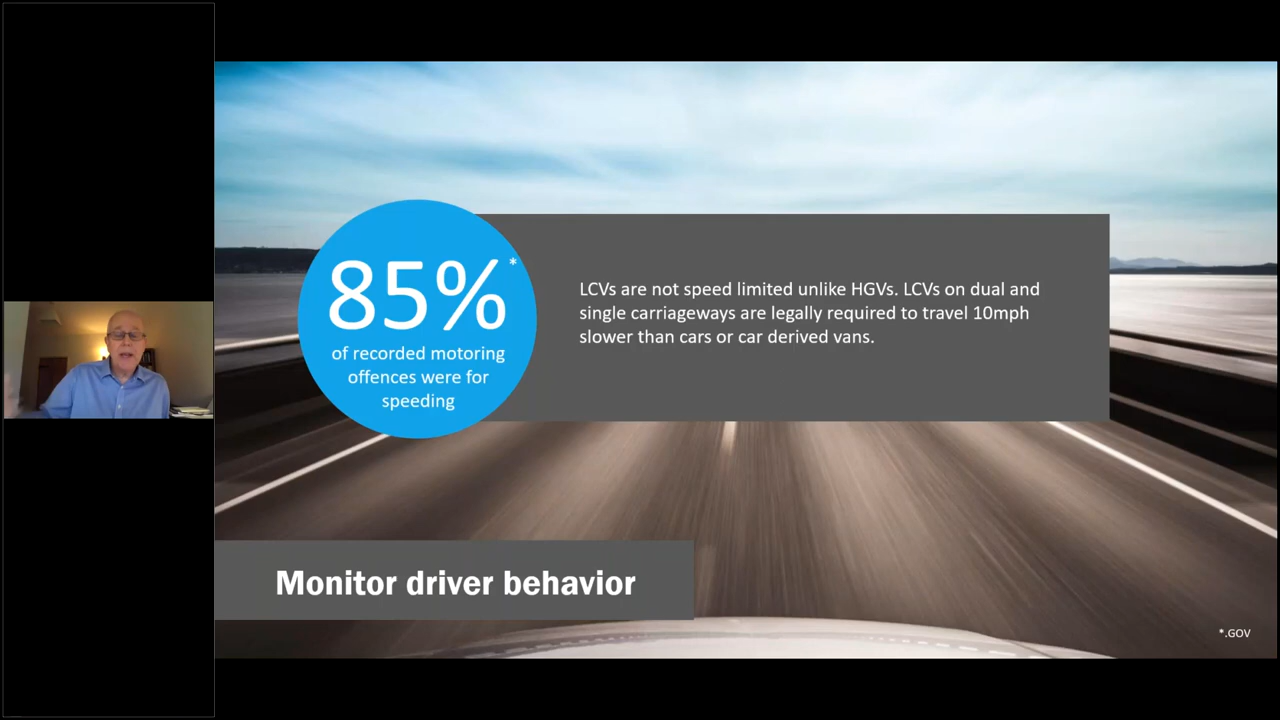 85%*
of recorded motoring
offences were for
speeding
LCVs are not speed limited unlike HGVs. LCVs on dual and
single carriageways are legally required to travel 10mph
slower than cars or car derived vans.
Monitor driver behavior
*.GOV